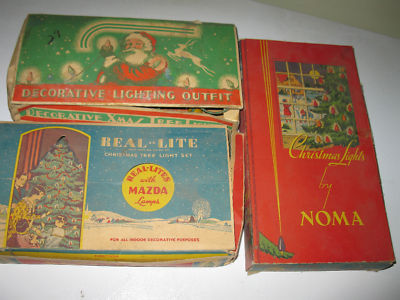 DECORATIVE LIGHTING OUTFIT
DECORATIVE XMAS TREE
REAL-LITE
CHRISTMAS TREE LIGHT SET
REAL-LITES
with
MAZDA
Lamps
FOR ALL INDOOR DECORATIVE PURPOSES
Christmas Lights
by
NOMA